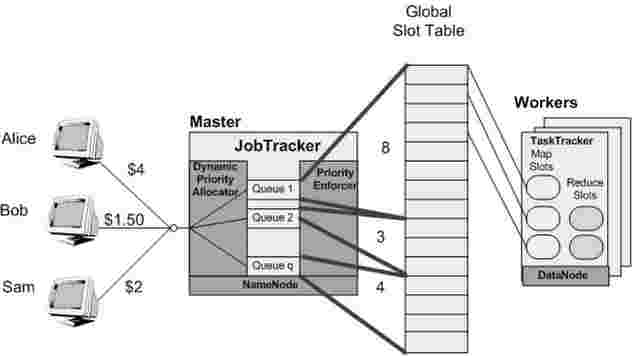 Global
Slot Table
Master
Workers
Alice
JobTracker
TaskTracker
Map
Slots
8
$4
Dynamic
Priority
Allocator
Queue 1
Priority
Enforcer
Reduce
Slots
Bob
$1.50
Queue 2
3
Queue q
DataNode
Sam
$2
NameNode
4